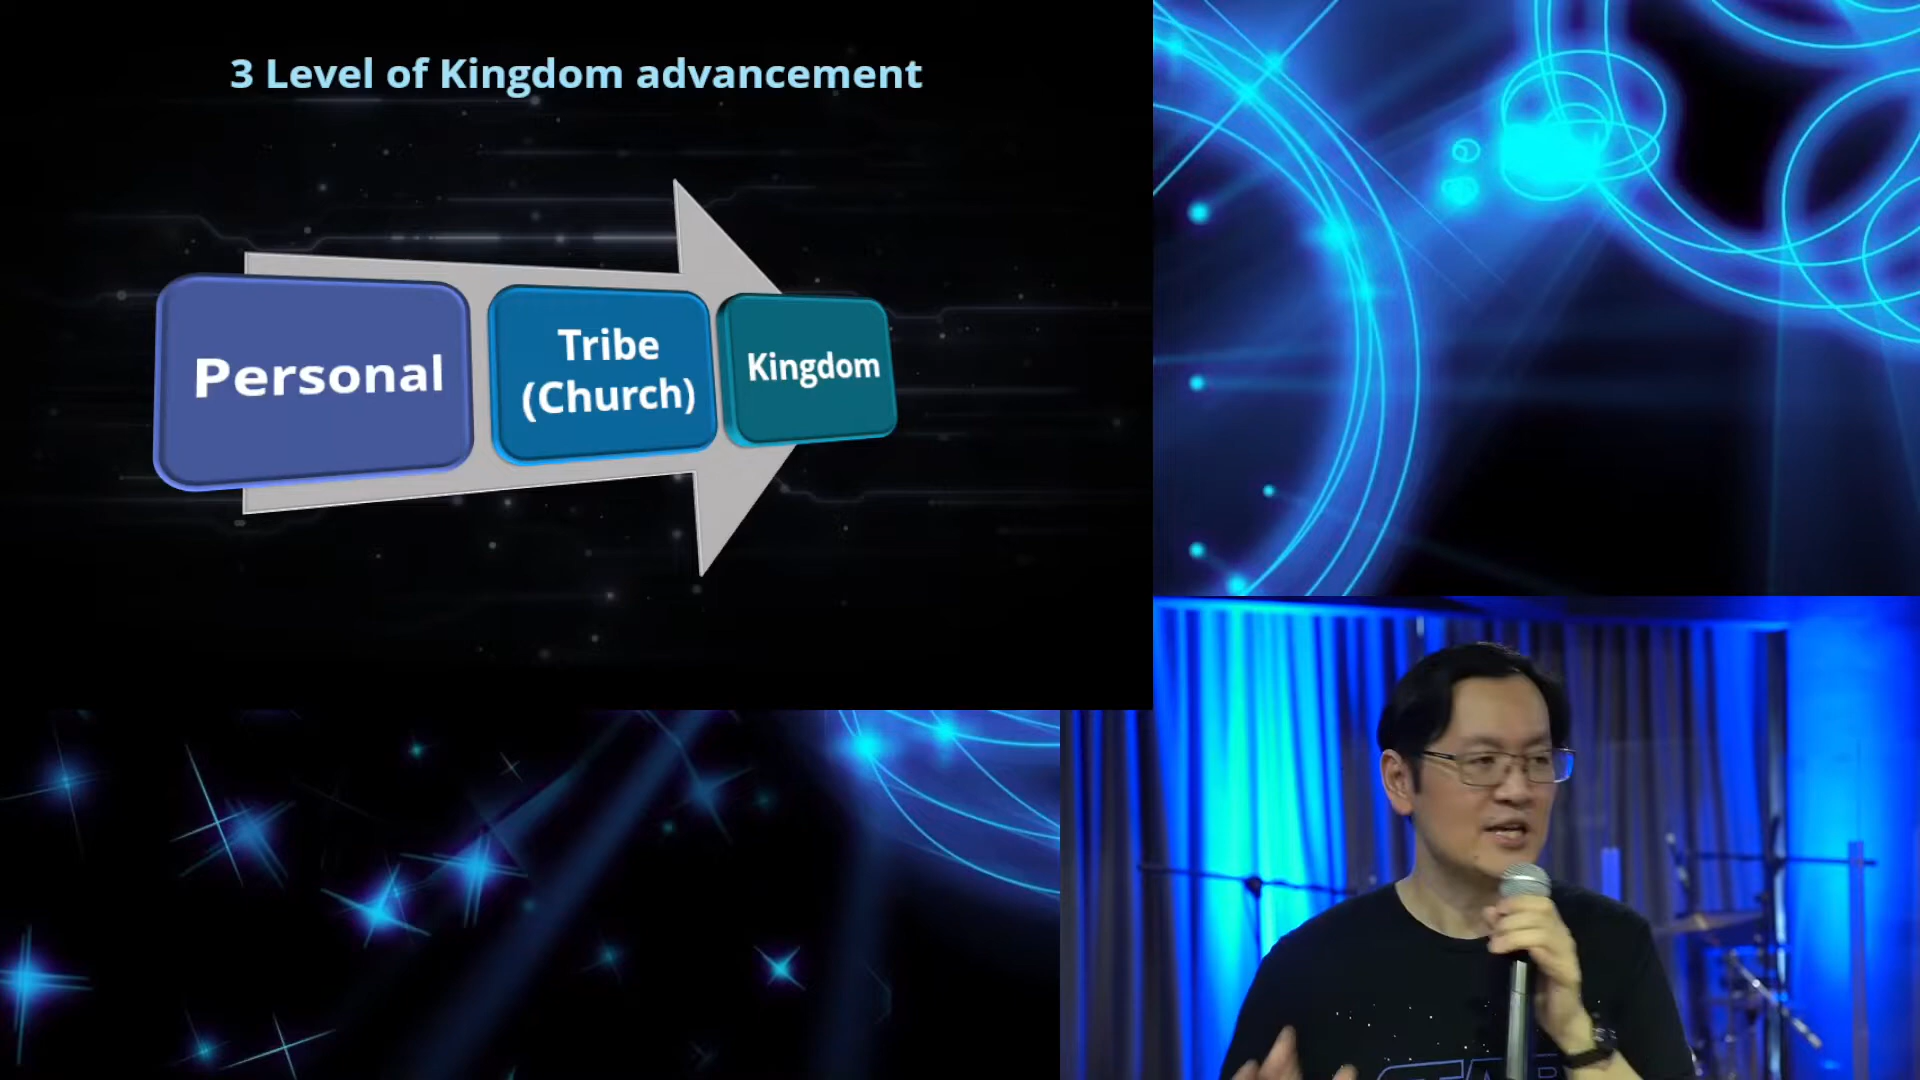 3 Level of Kingdom advancement
Personal
Tribe
(Church)
Kingdom